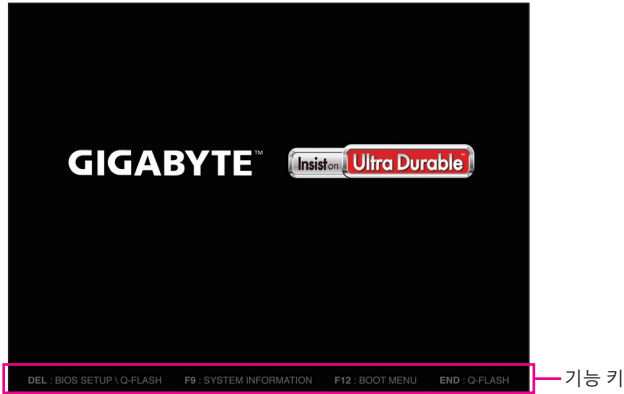 GIGABYTE™ Insist on Ultra Durable™
DEL : BIOS SETUP \ Q-FLASH F9 : SYSTEM INFORMATION F12 : BOOT MENU END : Q-FLASH
기능 키